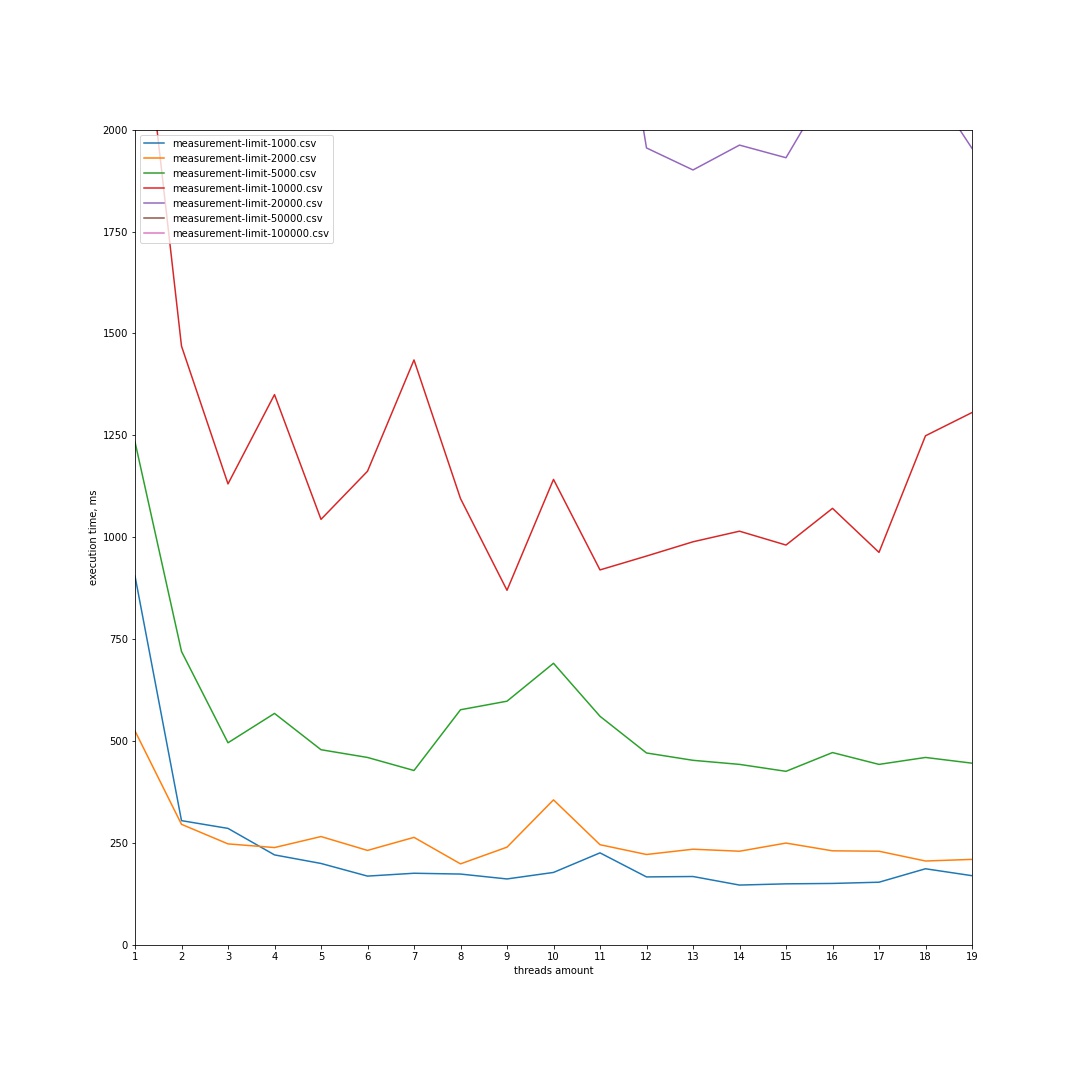 2000
1750
1500
1250
1000
750
500
250
0
execution time, ms
measurement-limit-1000.csv
measurement-limit-2000.csv
measurement-limit-5000.csv
measurement-limit-10000.csv
measurement-limit-20000.csv
measurement-limit-50000.csv
measurement-limit-100000.csv
1 2 3 4 5 6 7 8 9 10 11 12 13 14 15 16 17 18 19
threads amount